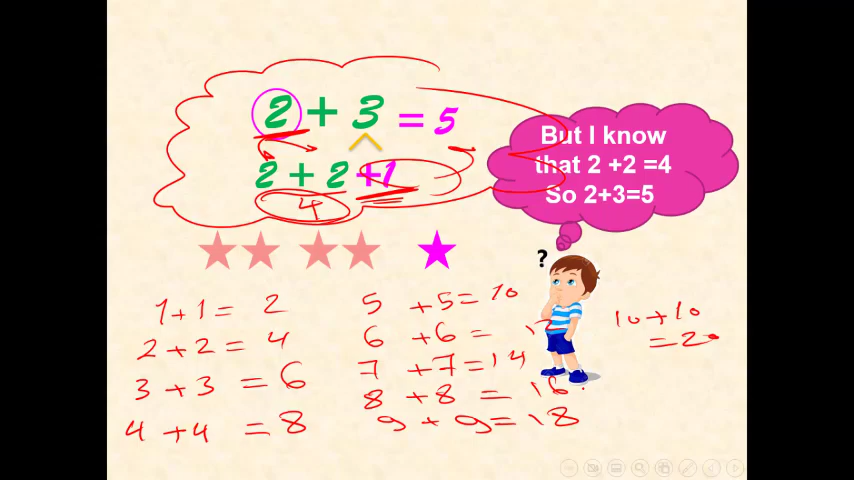 2 + 3 = 5
2 + 2 + 1
4
But I know
that 2 +2 =4
So 2+3=5
?
1+1= 2
2+2= 4
3+3 =6
4+4 =8
5 +5=10
6 +6 =
7 +7=14
8 +8 = 16
9+9=18
10+10
=20